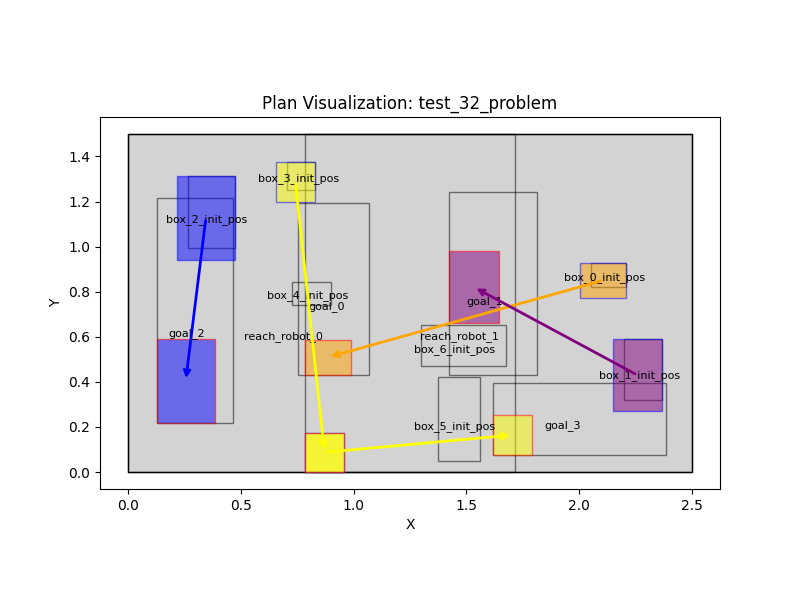 Plan Visualization: test_32_problem
Y
1.4
1.2
1.0
0.8
0.6
0.4
0.2
0.0
box_3_init_pos
box_2_init_pos
box_0_init_pos
box_4_init_pos
goal_0
goal_1
goal_2
reach_robot_0
reach_robot_1
box_6_init_pos
box_1_init_pos
box_5_init_pos
goal_3
0.0
0.5
1.0
1.5
2.0
2.5
X